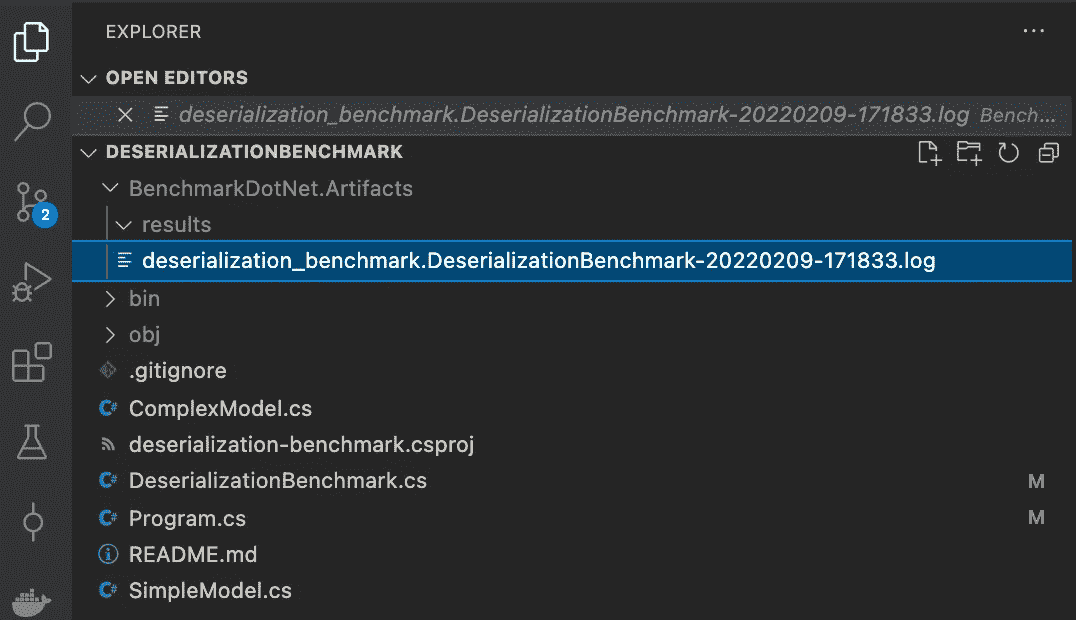 EXPLORER
OPEN EDITORS
deserialization_benchmark.DeserializationBenchmark-20220209-171833.log Bench...
DESERIALIZATIONBENCHMARK
BenchmarkDotNet.Artifacts
results
2
deserialization_benchmark.DeserializationBenchmark-20220209-171833.log
bin
obj
.gitignore
C# ComplexModel.cs
deserialization-benchmark.csproj
C# DeserializationBenchmark.cs M
C# Program.cs M
README.md
C# SimpleModel.cs